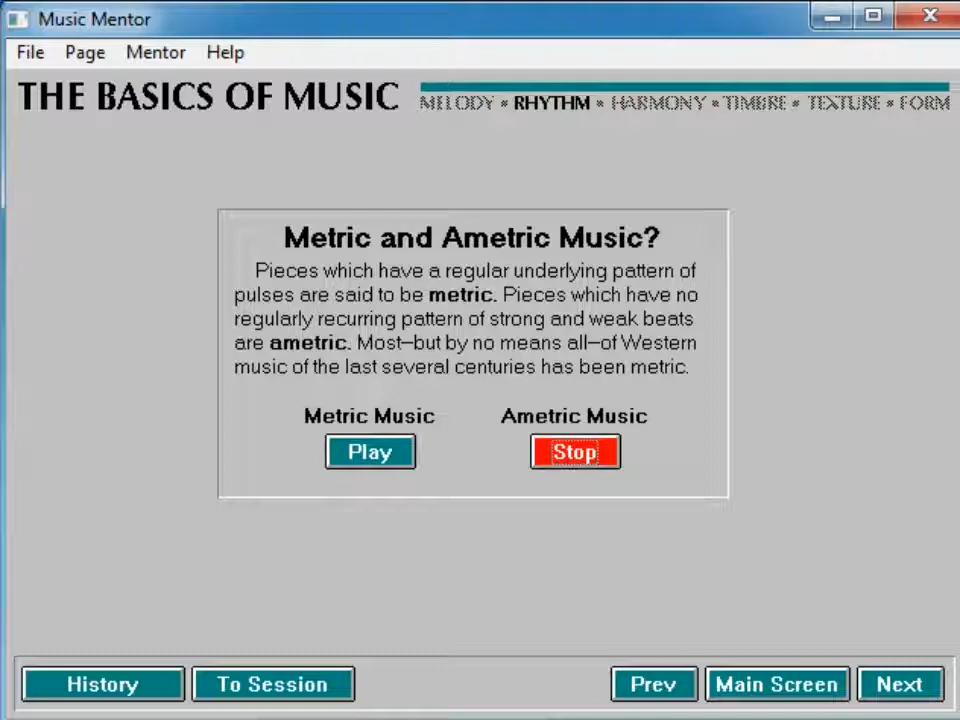 Music Mentor
File Page Mentor Help
THE BASICS OF MUSIC
MELODY • RHYTHM • HARMONY • TIMBRE • TEXTURE • FORM
Metric and Ametric Music?
Pieces which have a regular underlying pattern of
pulses are said to be metric. Pieces which have no
regularly recurring pattern of strong and weak beats
are ametric. Most–but by no means all–of Western
music of the last several centuries has been metric.
Metric Music Ametric Music
Play Stop
History To Session Prev Main Screen Next